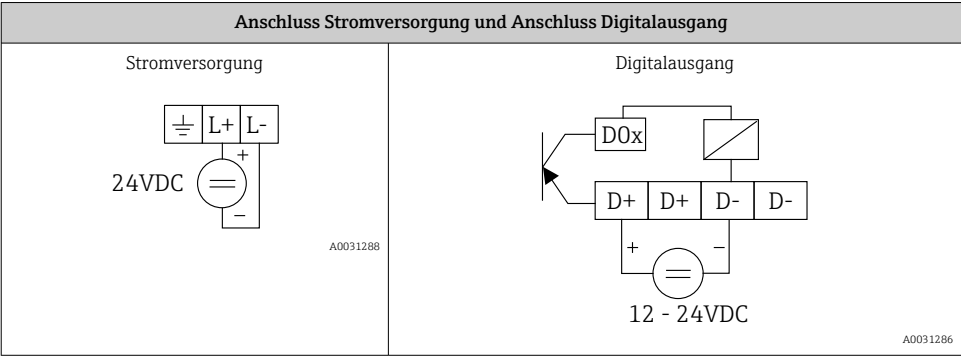 Anschluss Stromversorgung und Anschluss Digitalausgang
Stromversorgung
L+ L-
+
24VDC
–
A0031288
Digitalausgang
DOx
D+ D+ D- D-
+ –
12 - 24VDC
A0031286